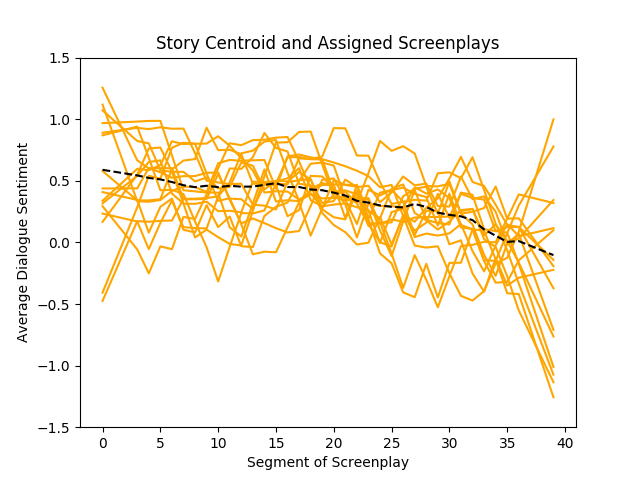 Story Centroid and Assigned Screenplays
Average Dialogue Sentiment
1.5
1.0
0.5
0.0
−0.5
−1.0
−1.5
0 5 10 15 20 25 30 35 40
Segment of Screenplay